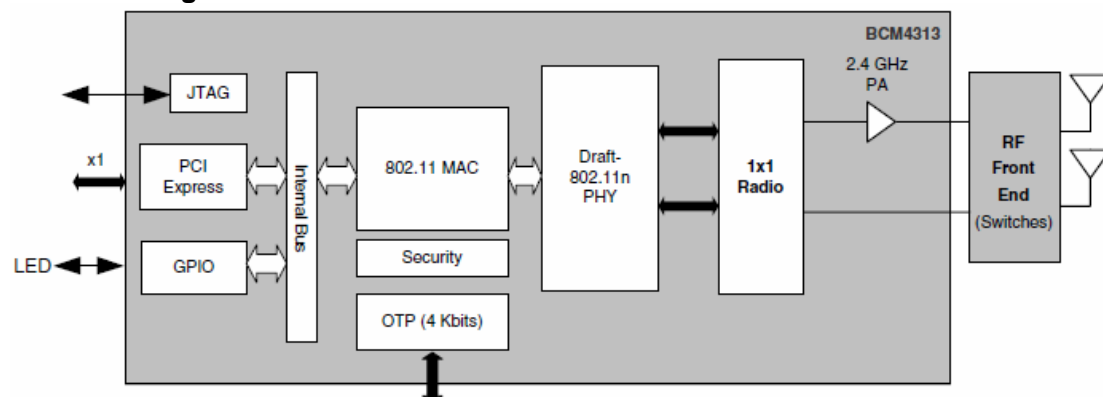 BCM4313
2.4 GHz
PA
JTAG
x1
PCI
Express
Internal Bus
802.11 MAC
Draft-
802.11n
PHY
1x1
Radio
RF
Front
End
(Switches)
LED
GPIO
Security
OTP (4 Kbits)